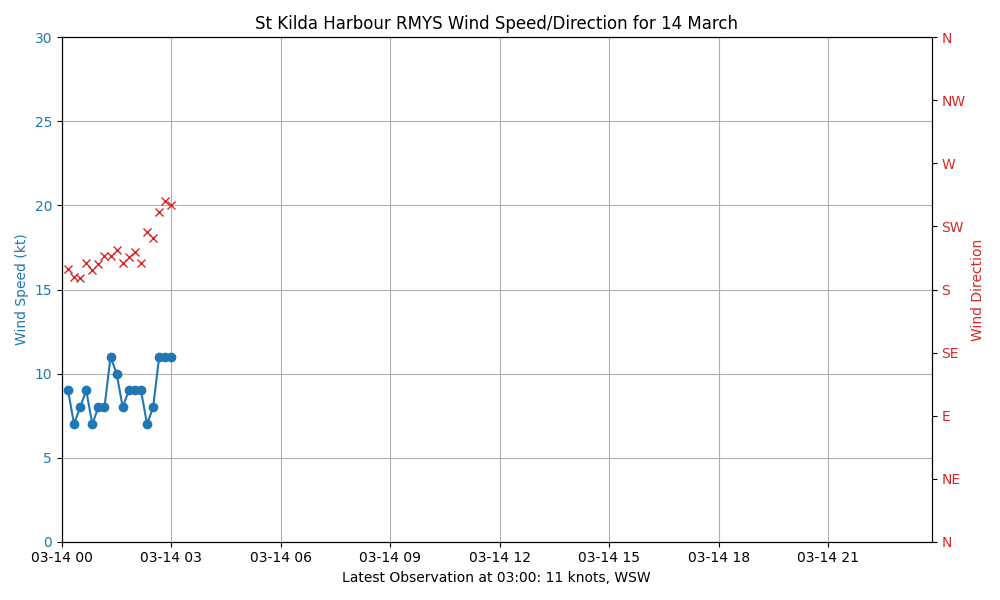 St Kilda Harbour RMYS Wind Speed/Direction for 14 March
30
25
20
15
10
5
0
Wind Speed (kt)
N
NW
W
SW
S
SE
E
NE
N
Wind Direction
03-14 00
03-14 03
03-14 06
03-14 09
03-14 12
03-14 15
03-14 18
03-14 21
Latest Observation at 03:00: 11 knots, WSW